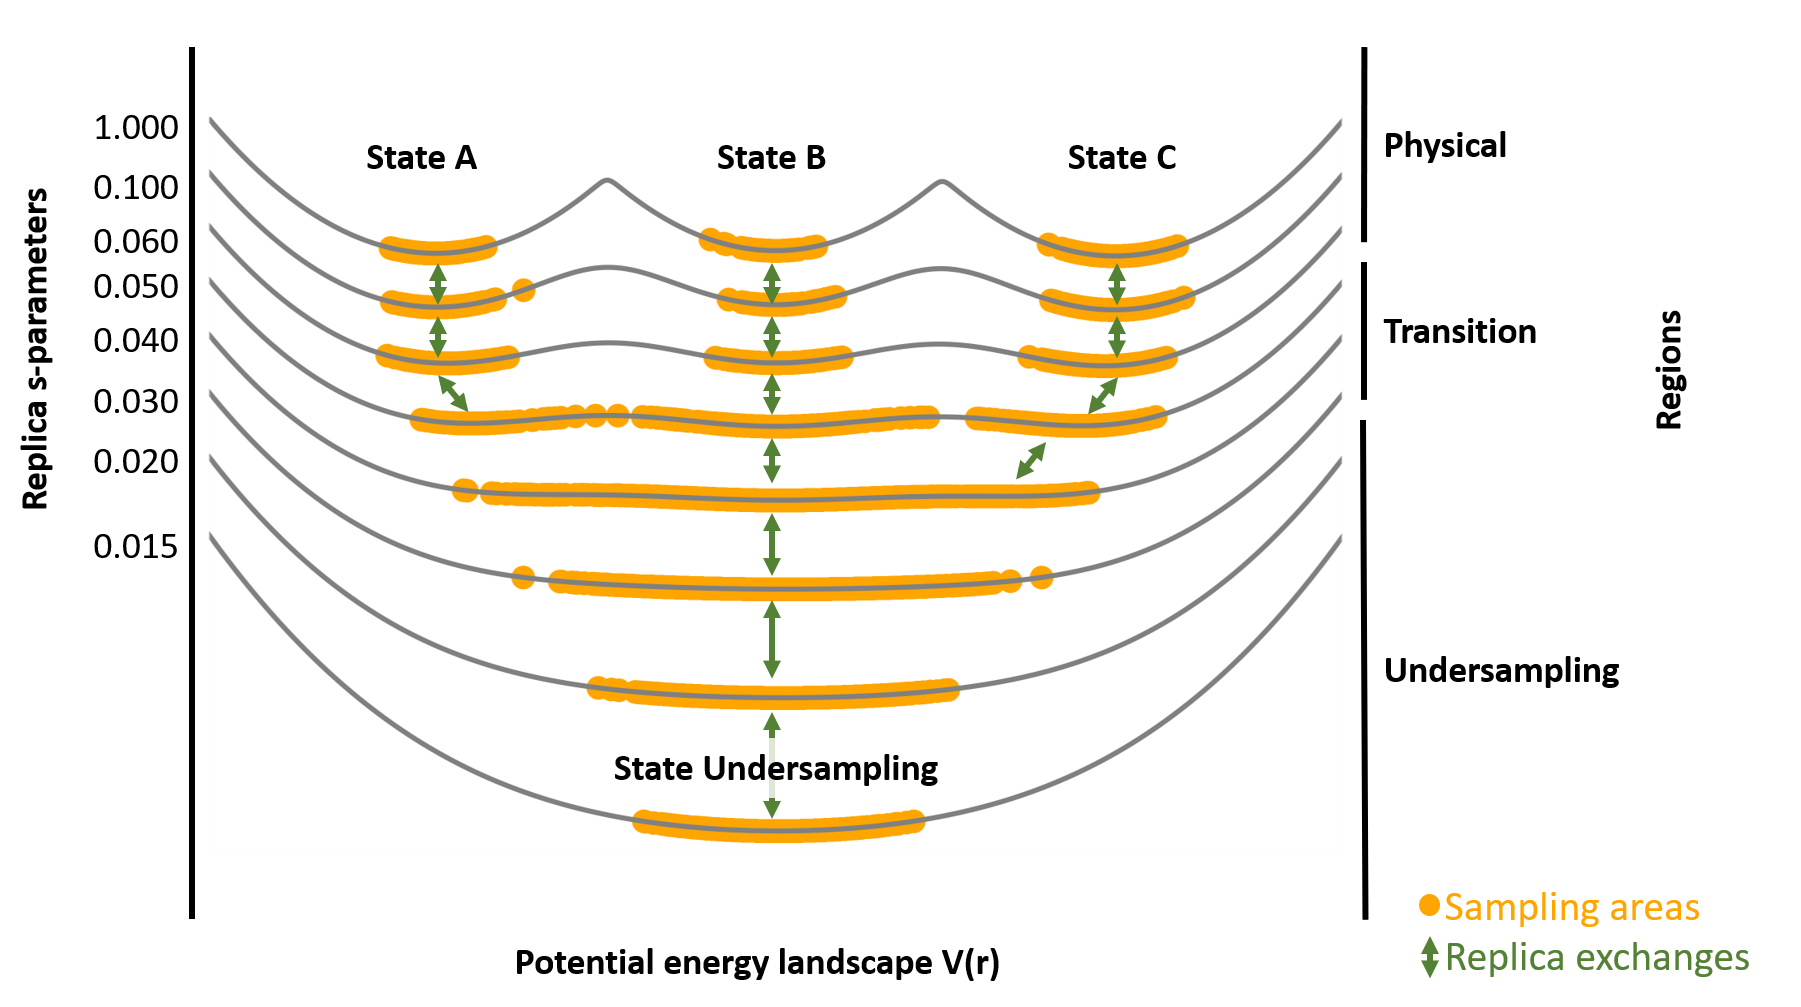 Replica s-parameters
1.000
0.100
0.060
0.050
0.040
0.030
0.020
0.015
State A
State B
State C
State Undersampling
Physical
Transition
Undersampling
Regions
Potential energy landscape V(r)
Sampling areas
Replica exchanges